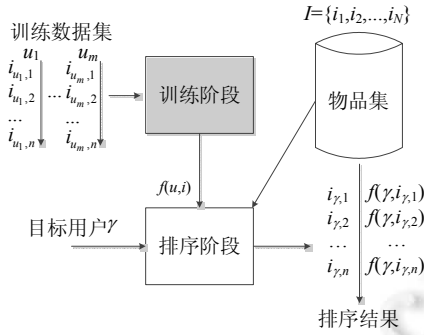 训练数据集
u1 um
iu1,1 ium,1
iu1,2 ... ium,2
... ...
iu1,n ium,n
训练阶段
I={i1,i2,...,iN}
物品集
f(u,i)
目标用户γ
排序阶段
iγ,1 f(γ,iγ,1)
iγ,2 f(γ,iγ,2)
... ...
iγ,n f(γ,iγ,n)
排序结果